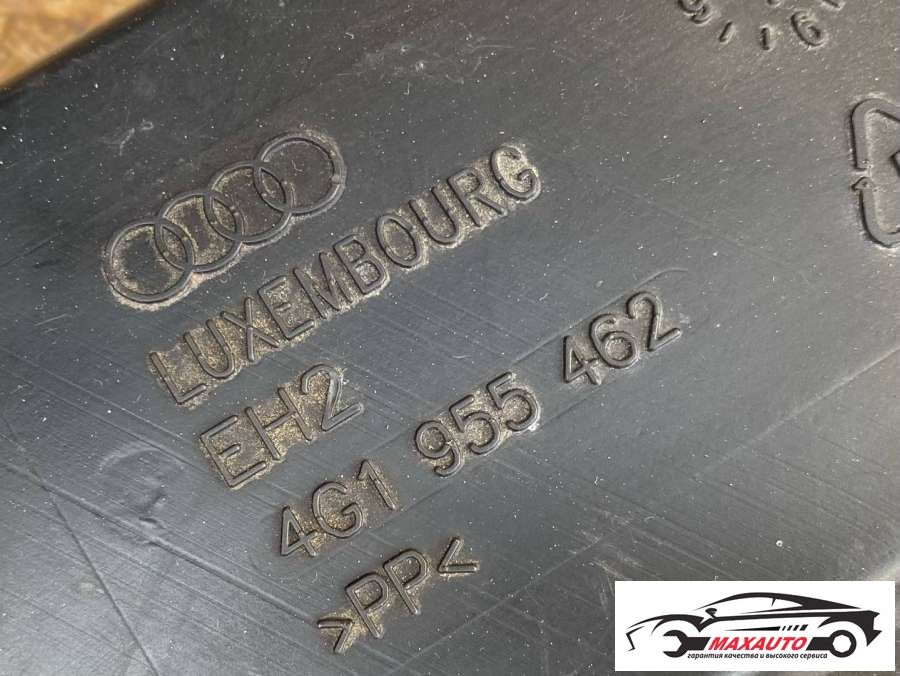 LUXEMBOURG
EH2
4G1 955 462
>PP<
MAXAUTO
гарантия качества и высокого сервиса